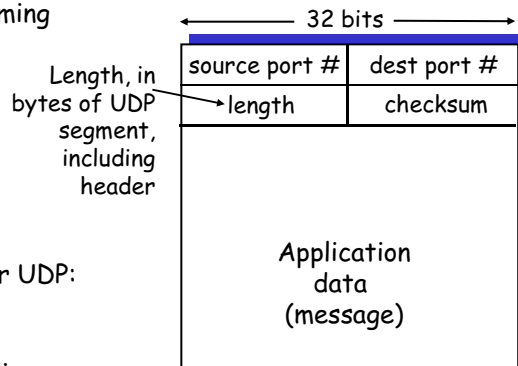 ming
32 bits
source port # dest port #
Length, in
bytes of UDP
segment,
including
header
length checksum
Application
data
(message)
r UDP: